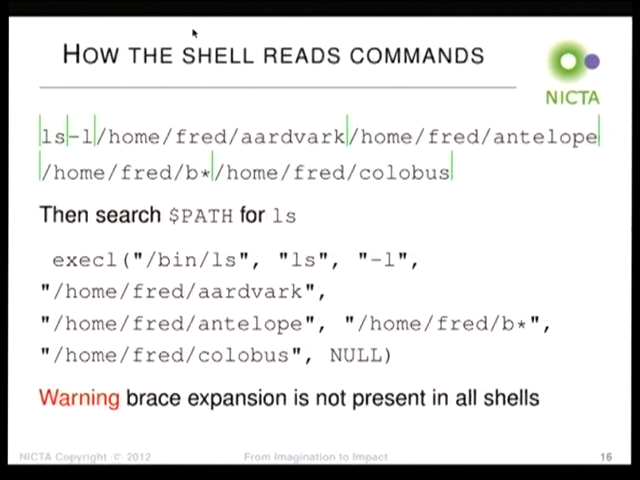 HOW THE SHELL READS COMMANDS
NICTA
ls -l /home/fred/aardvark /home/fred/antelope
/home/fred/b* /home/fred/colobus
Then search $PATH for ls
execl("/bin/ls", "ls", "-l",
"/home/fred/aardvark",
"/home/fred/antelope", "/home/fred/b*",
"/home/fred/colobus", NULL)
Warning brace expansion is not present in all shells
NICTA Copyright © 2012 From Imagination to Impact 16